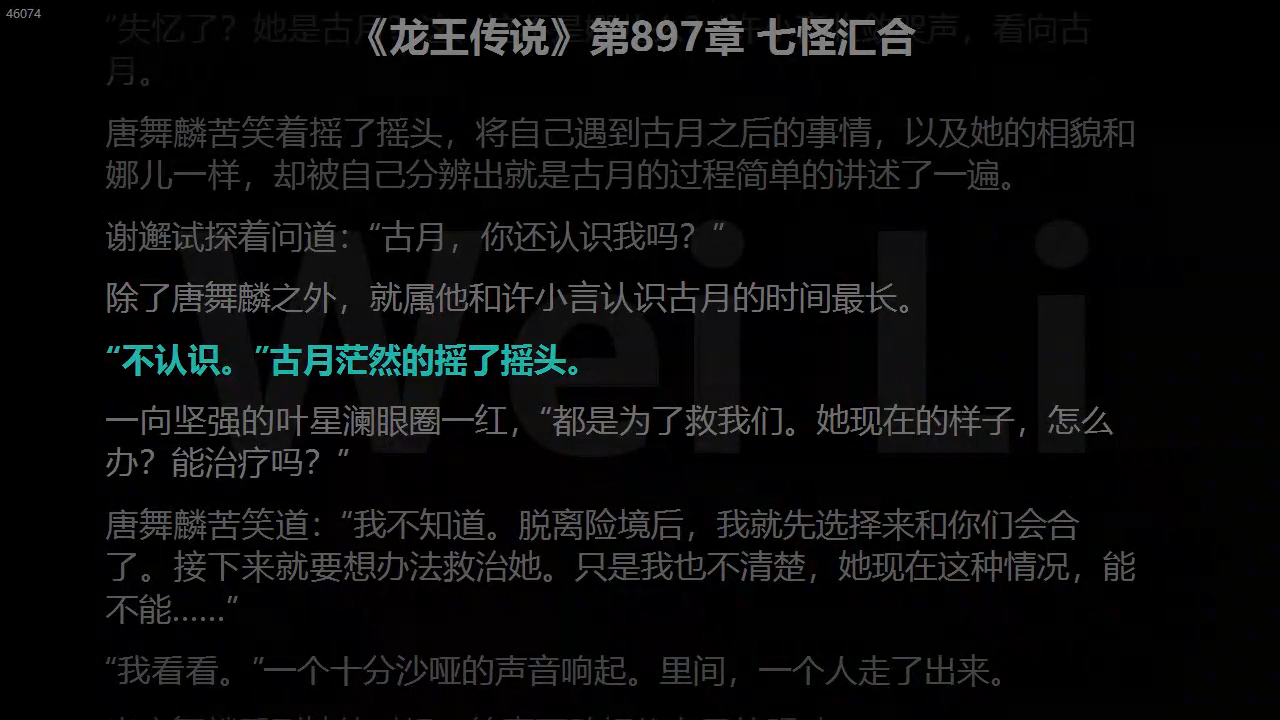 46074
《龙王传说》第897章 七怪汇合
“失忆了？她是古月
哭声，看向古
月。
唐舞麟苦笑着摇了摇头，将自己遇到古月之后的事情，以及她的相貌和
娜儿一样，却被自己分辨出就是古月的过程简单的讲述了一遍。
谢邂试探着问道：“古月，你还认识我吗？”
除了唐舞麟之外，就属他和许小言认识古月的时间最长。
“不认识。”古月茫然的摇了摇头。
一向坚强的叶星澜眼圈一红，“都是为了救我们。她现在的样子，怎么
办？能治疗吗？”
唐舞麟苦笑道：“我不知道。脱离险境后，我就先选择来和你们会合
了。接下来就要想办法救治她。只是我也不清楚，她现在这种情况，能
不能……”
“我看看。”一个十分沙哑的声音响起。里间，一个人走了出来。
Wei Li